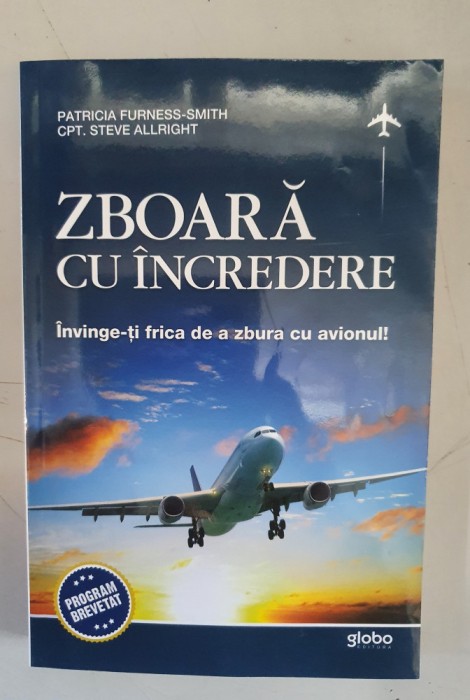 PATRICIA FURNESS-SMITH
CPT. STEVE ALLRIGHT
ZBOARĂ
CU ÎNCREDERE
Învinge-ți frica de a zbura cu avionul!
PROGRAM
BREVETAT
globo
EDITURA